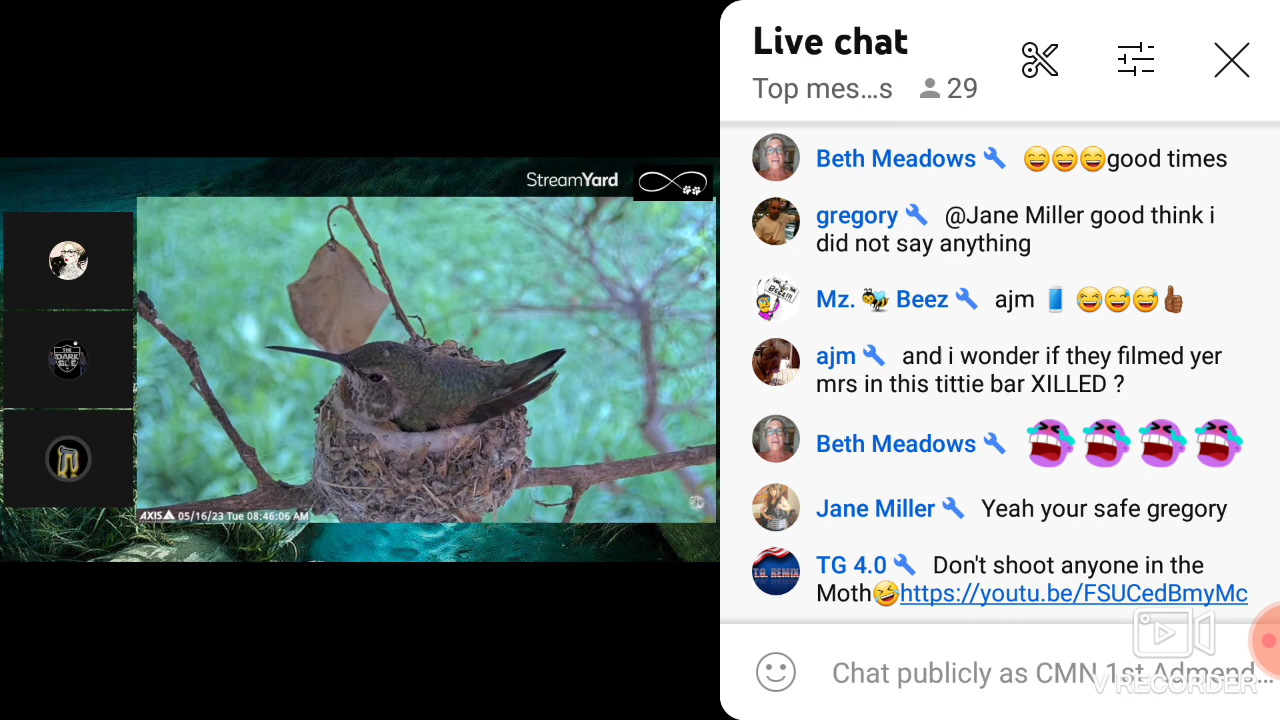 Live chat
Top mes...s 29
StreamYard
Beth Meadows 😄😄😄good times
gregory @Jane Miller good think i
did not say anything
Mz. 🐝 Beez ajm 📱 😂😅😅👍🏾
ajm and i wonder if they filmed yer
mrs in this tittie bar XILLED ?
Beth Meadows
Jane Miller Yeah your safe gregory
TG 4.0 Don't shoot anyone in the
Moth🤣https://youtu.be/FSUCedBmyMc
T.G. REMIX
THE
DARK
AXIS 05/16/23 Tue 08:46:06 AM
Chat publicly as CMN 1st Admend...
V RECORDER